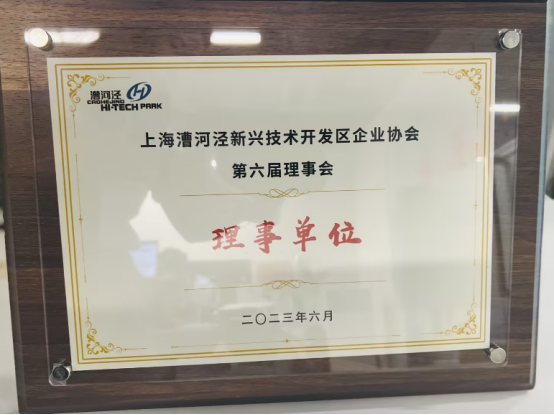 漕河泾
CAOHEJING
HI-TECH PARK
上海漕河泾新兴技术开发区企业协会
第六届理事会
理事单位
二〇二三年六月